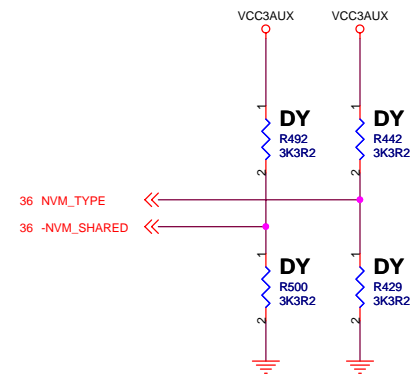 VCC3AUX VCC3AUX
1 1
DY DY
R492 R442
3K3R2 3K3R2
2 2
36 NVM_TYPE
36 -NVM_SHARED
1 1
DY DY
R500 R429
3K3R2 3K3R2
2 2